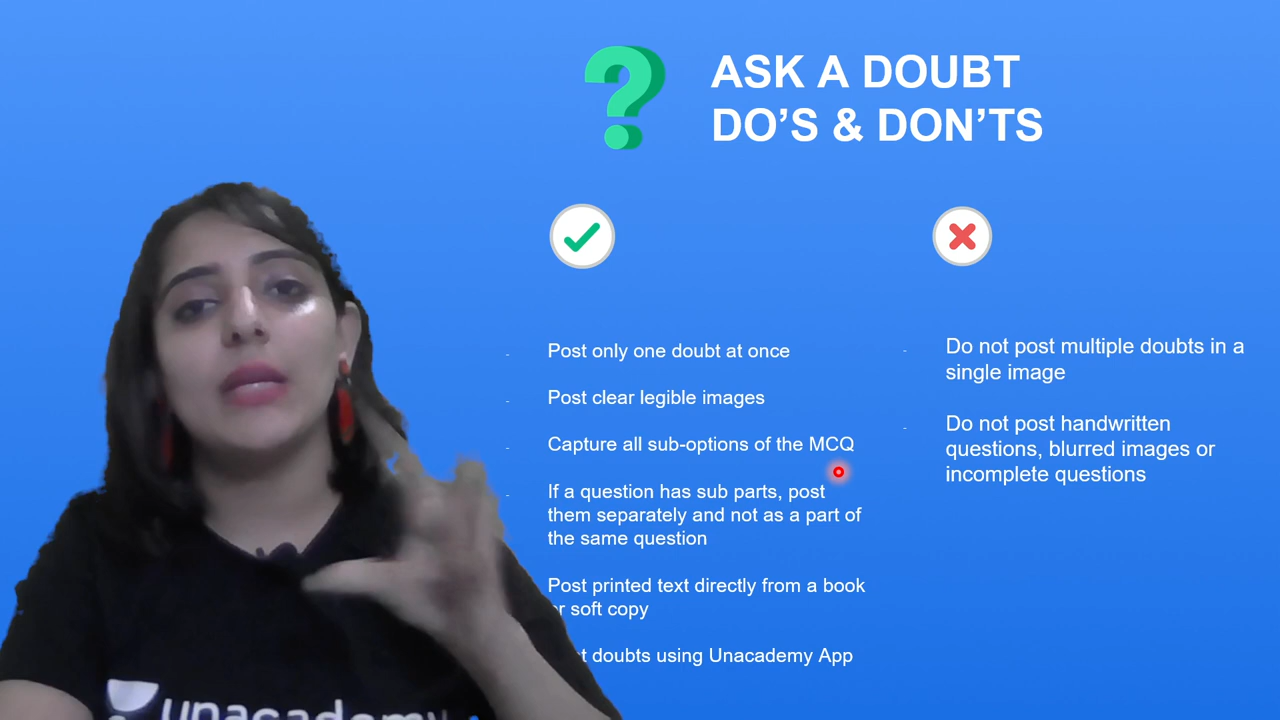 ASK A DOUBT
DO'S & DON'TS
Post only one doubt at once
Post clear legible images
Capture all sub-options of the MCQ
If a question has sub parts, post
them separately and not as a part of
the same question
Post printed text directly from a book
or soft copy
doubts using Unacademy App
Do not post multiple doubts in a
single image
Do not post handwritten
questions, blurred images or
incomplete questions
unacademy